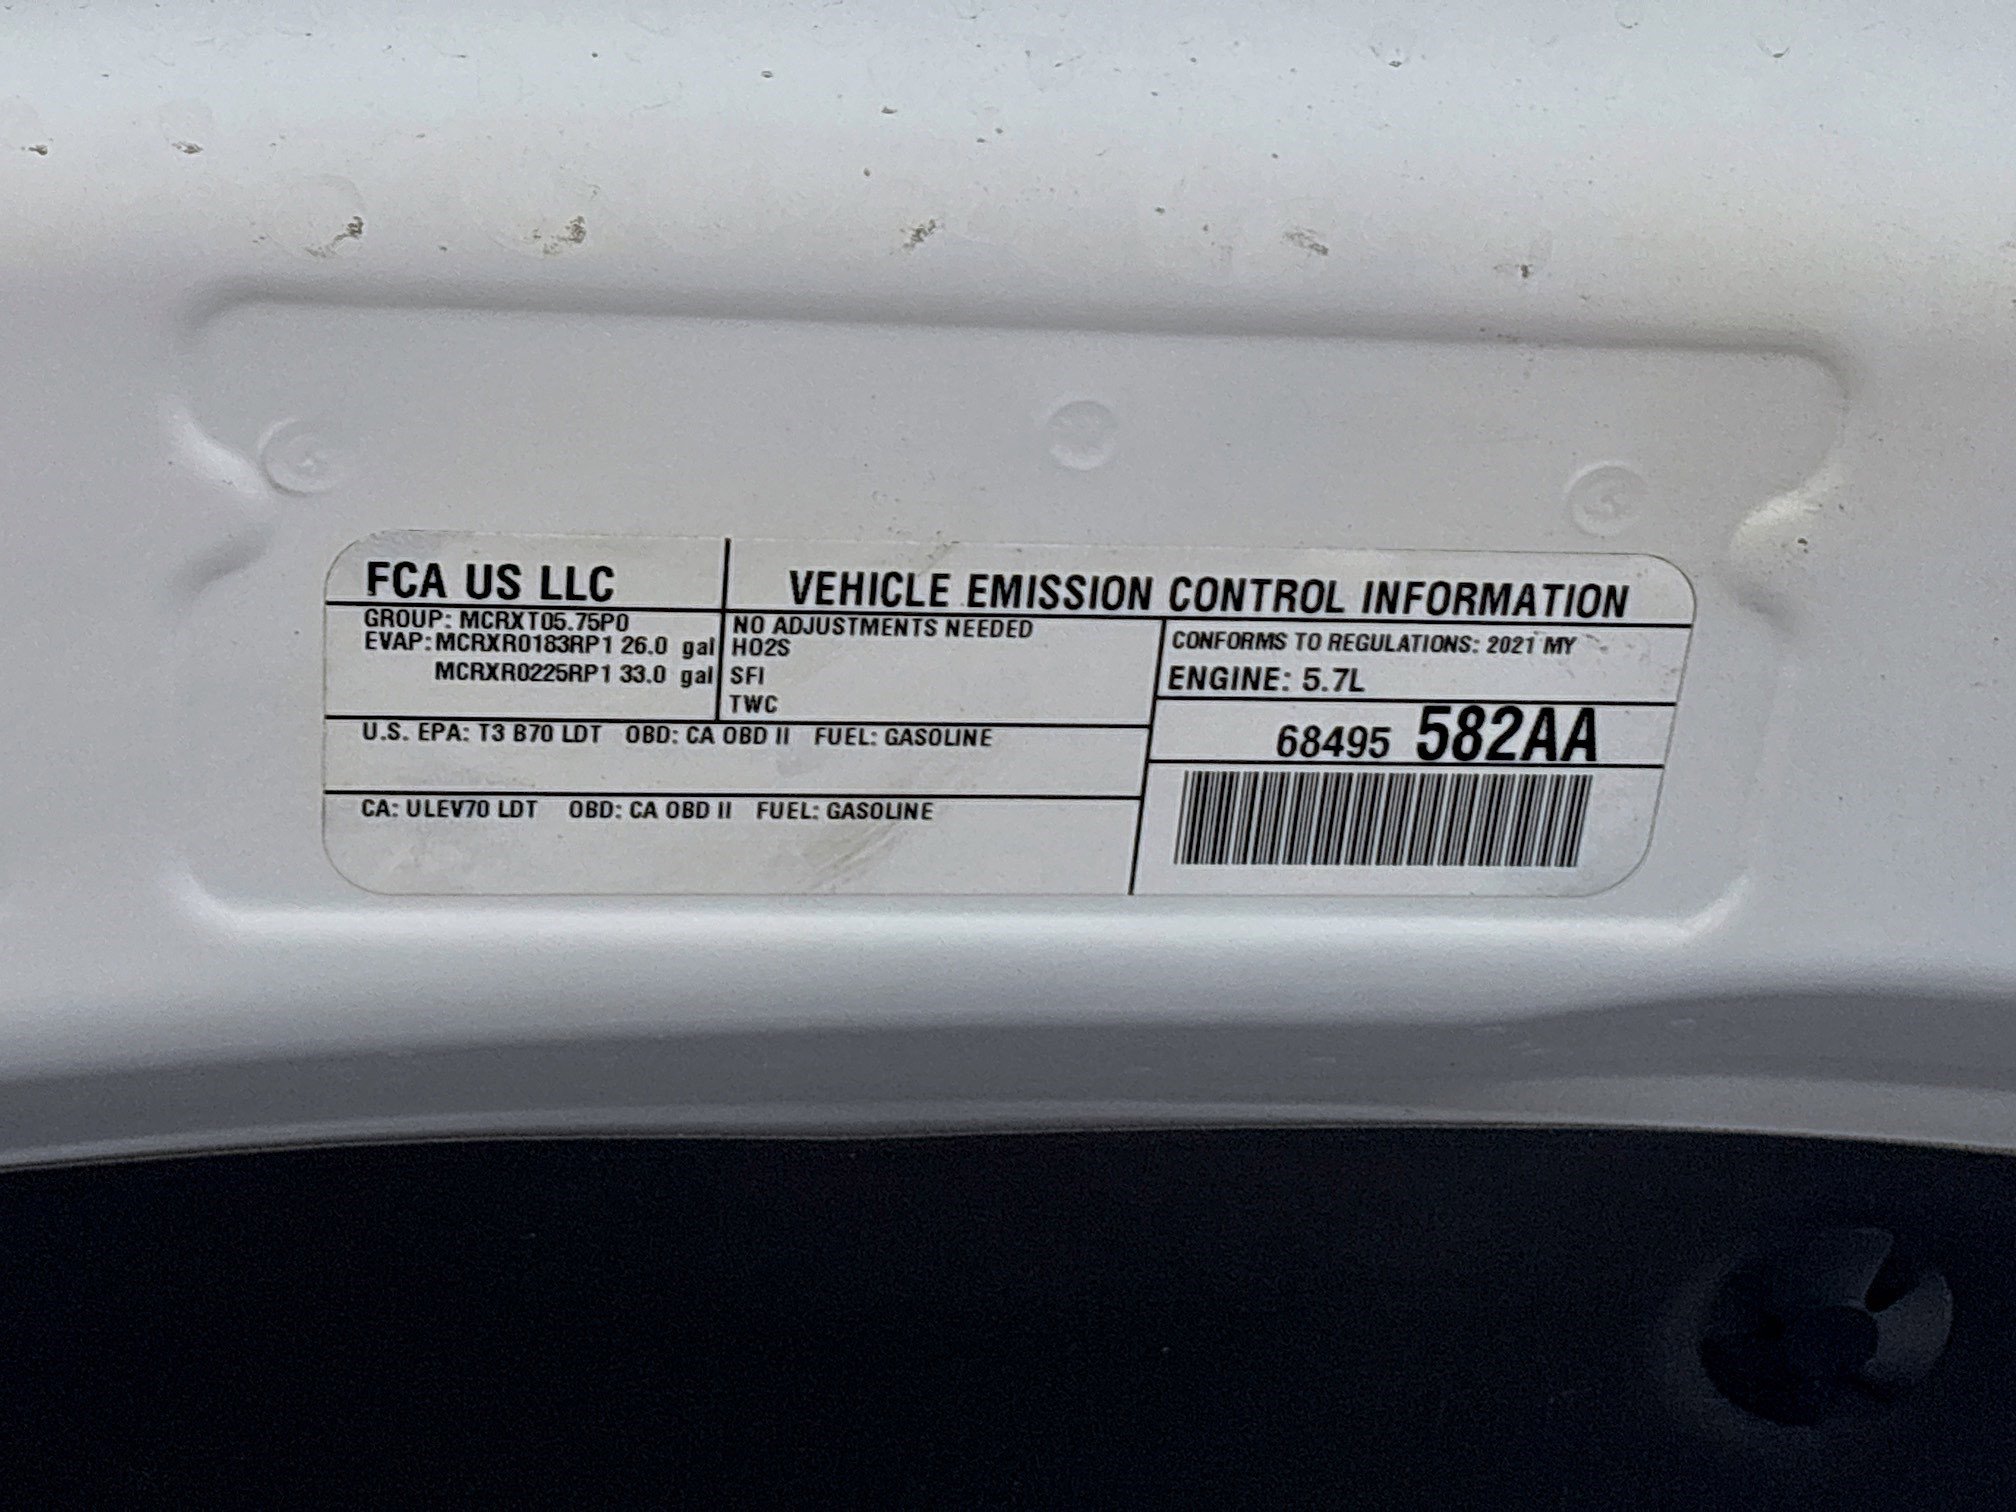 FCA US LLC
VEHICLE EMISSION CONTROL INFORMATION
GROUP: MCRXT05.75P0
EVAP: MCRXR0183RP1 26.0 gal
MCRXR0225RP1 33.0 gal
NO ADJUSTMENTS NEEDED
HO2S
SFI
TWC
CONFORMS TO REGULATIONS: 2021 MY
ENGINE: 5.7L
68495 582AA
U.S. EPA: T3 B70 LDT OBD: CA OBD II FUEL: GASOLINE
CA: ULEV70 LDT OBD: CA OBD II FUEL: GASOLINE